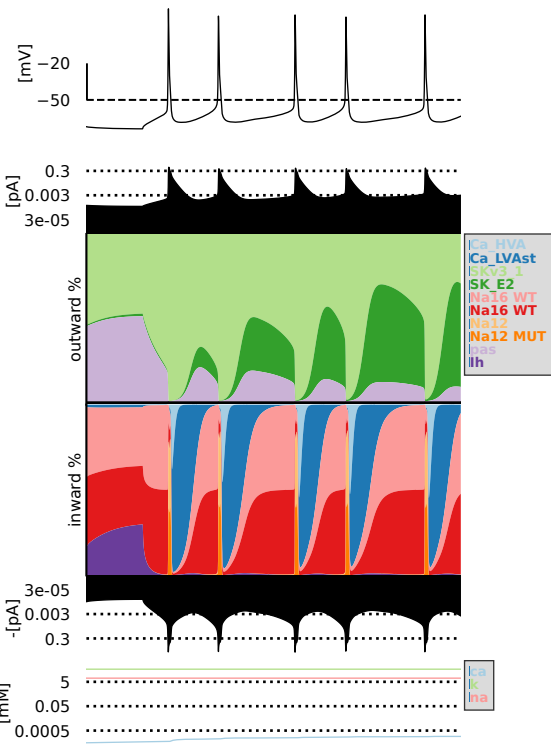 [mV]
−20
−50
[pA]
0.3
0.003
3e-05
outward %
Ca_HVA
Ca_LVAst
SKv3_1
SK_E2
Na16 WT
Na16 WT
Na12
Na12 MUT
pas
Ih
inward %
-[pA]
3e-05
0.003
0.3
[mM]
5
0.05
0.0005
ca
k
na